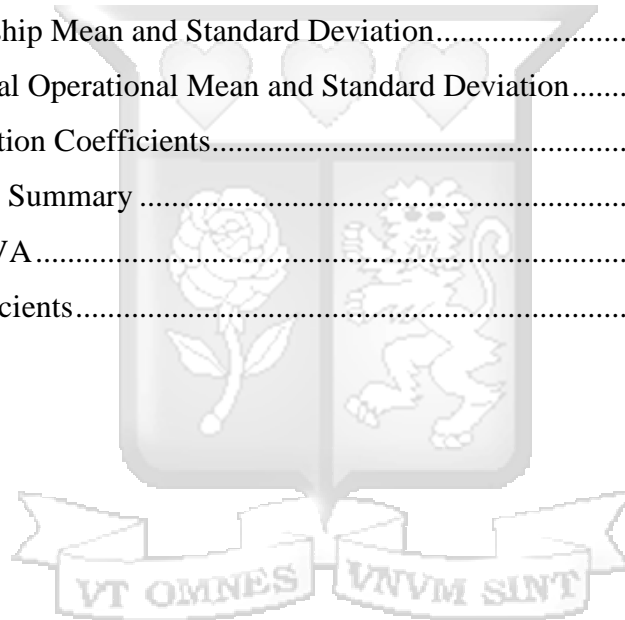 hip Mean and Standard Deviation.......................
al Operational Mean and Standard Deviation.......
tion Coefficients...................................................
Summary ............................................................
VA.........................................................................
cients....................................................................
VT OMNES VNVM SINT